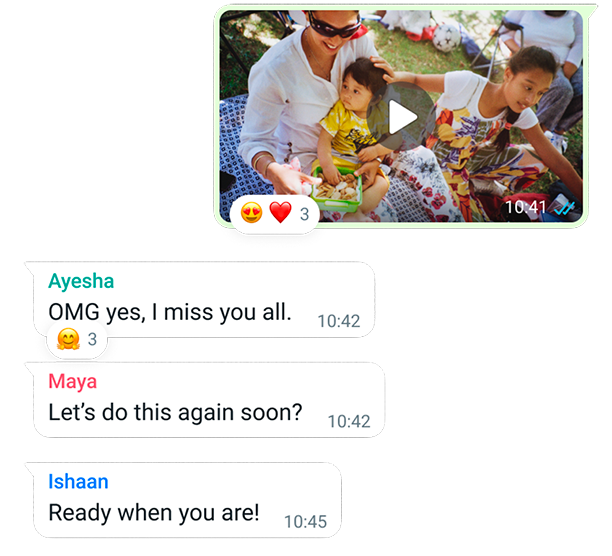 10:41
3
Ayesha
OMG yes, I miss you all.
10:42
3
Maya
Let’s do this again soon?
10:42
Ishaan
Ready when you are!
10:45